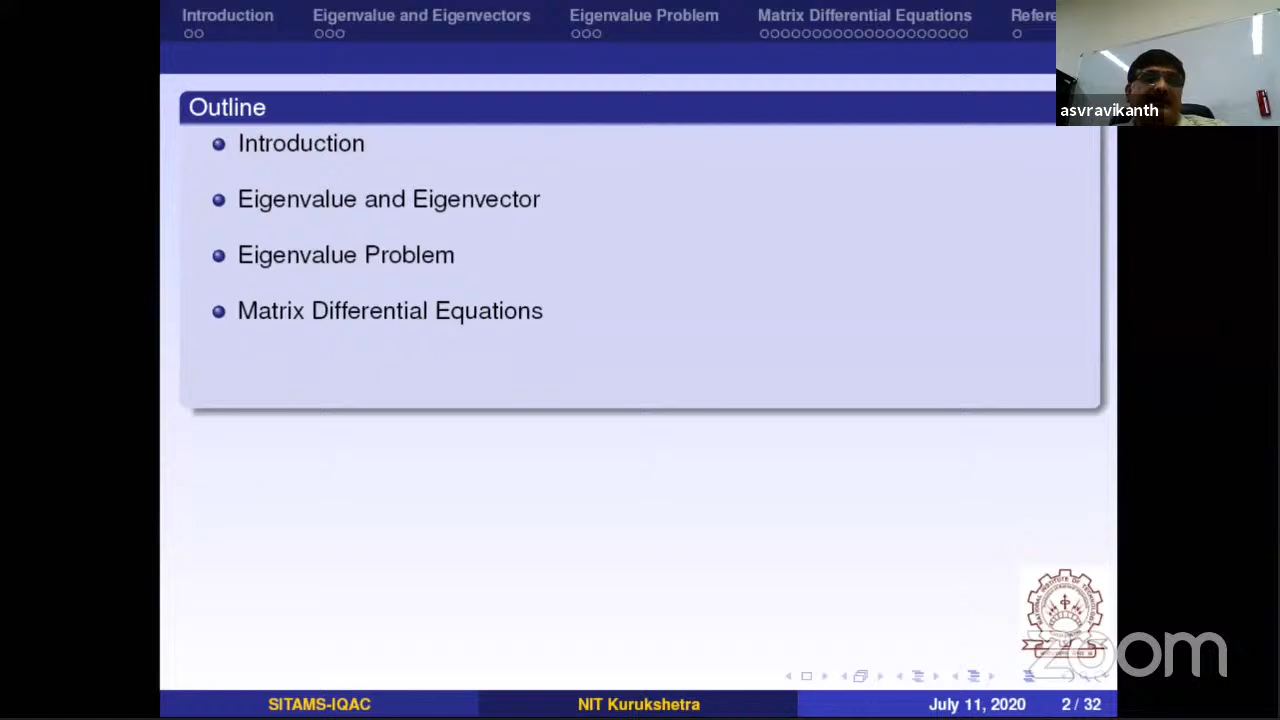 Introduction Eigenvalue and Eigenvectors Eigenvalue Problem Matrix Differential Equations
asvravikanth
Outline
Introduction
Eigenvalue and Eigenvector
Eigenvalue Problem
Matrix Differential Equations
zoom
SITAMS-IQAC NIT Kurukshetra July 11, 2020 2 / 32